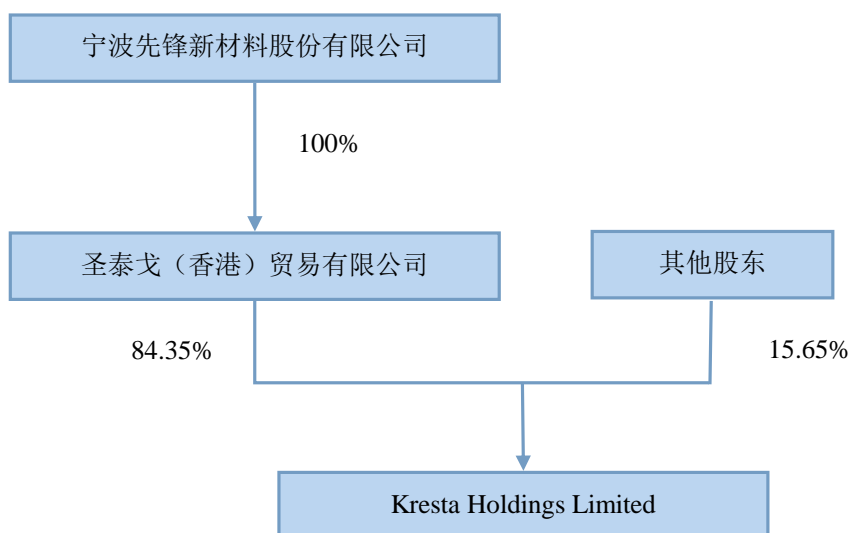 宁波先锋新材料股份有限公司
100%
圣泰戈（香港）贸易有限公司
其他股东
84.35%
15.65%
Kresta Holdings Limited